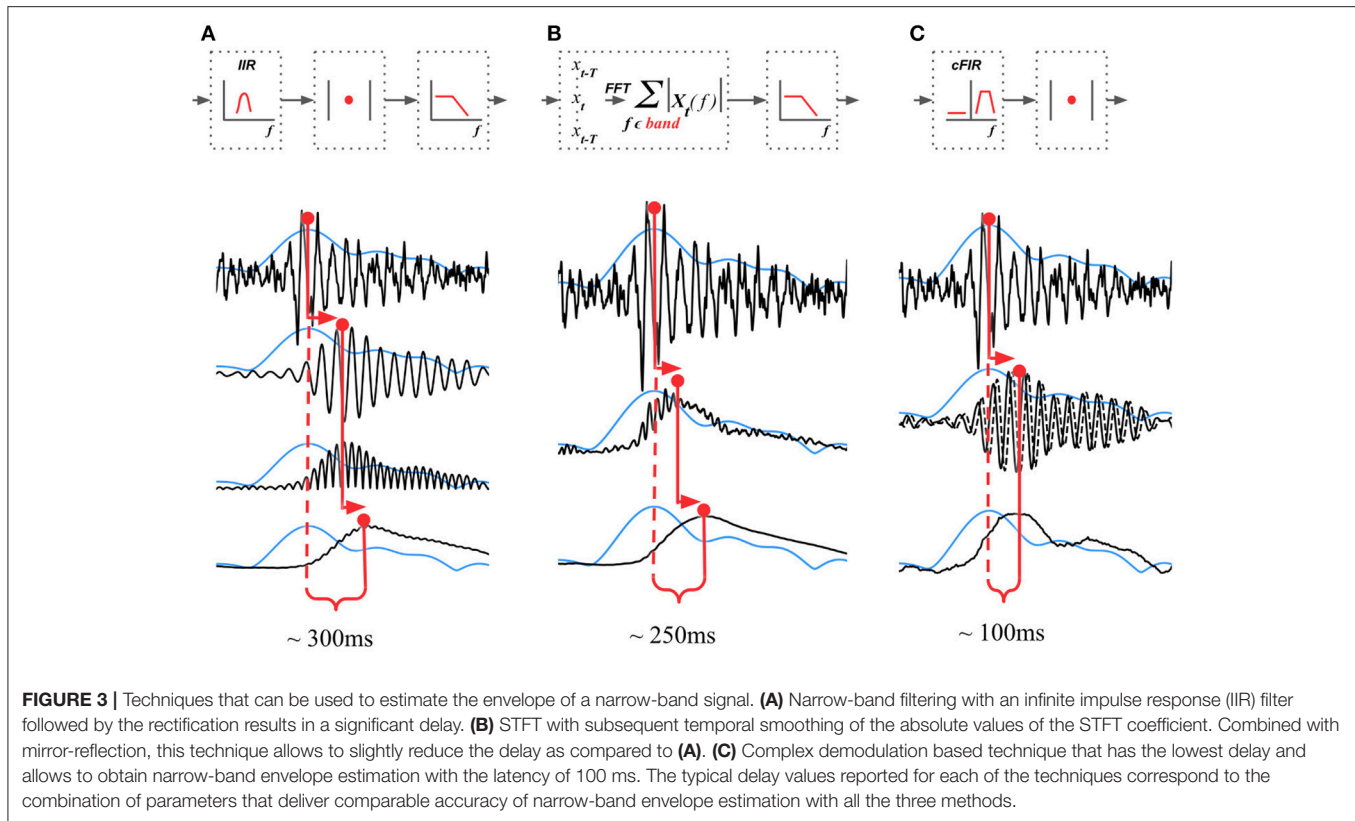 A
B
C
IIR
f
f
x_{t-T}
x_t
x_{t-T}
FFT ∑ |X_t(f)|
f ϵ band
f
cFIR
f
~ 300ms
~ 250ms
~ 100ms
FIGURE 3 | Techniques that can be used to estimate the envelope of a narrow-band signal. (A) Narrow-band filtering with an infinite impulse response (IIR) filter
followed by the rectification results in a significant delay. (B) STFT with subsequent temporal smoothing of the absolute values of the STFT coefficient. Combined with
mirror-reflection, this technique allows to slightly reduce the delay as compared to (A). (C) Complex demodulation based technique that has the lowest delay and
allows to obtain narrow-band envelope estimation with the latency of 100 ms. The typical delay values reported for each of the techniques correspond to the
combination of parameters that deliver comparable accuracy of narrow-band envelope estimation with all the three methods.